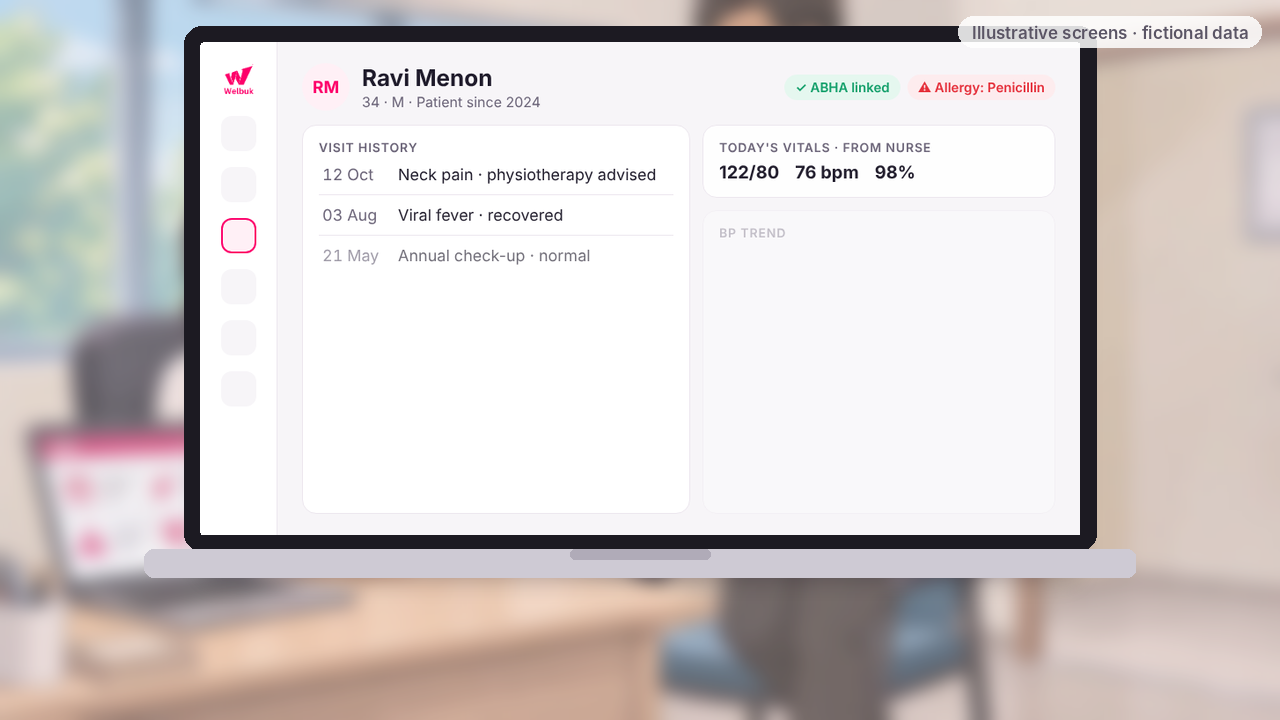 Illustrative screens · fictional data
Welbuk
RM
Ravi Menon
34 · M · Patient since 2024
✓ ABHA linked
⚠ Allergy: Penicillin
VISIT HISTORY
12 Oct Neck pain · physiotherapy advised
03 Aug Viral fever · recovered
21 May Annual check-up · normal
TODAY'S VITALS · FROM NURSE
122/80 76 bpm 98%
BP TREND